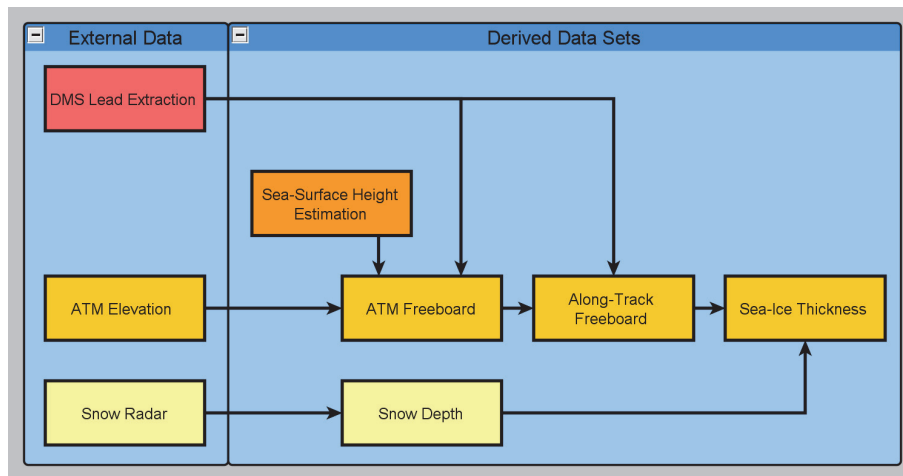 External Data
Derived Data Sets
DMS Lead Extraction
Sea-Surface Height
Estimation
ATM Elevation
ATM Freeboard
Along-Track
Freeboard
Sea-Ice Thickness
Snow Radar
Snow Depth